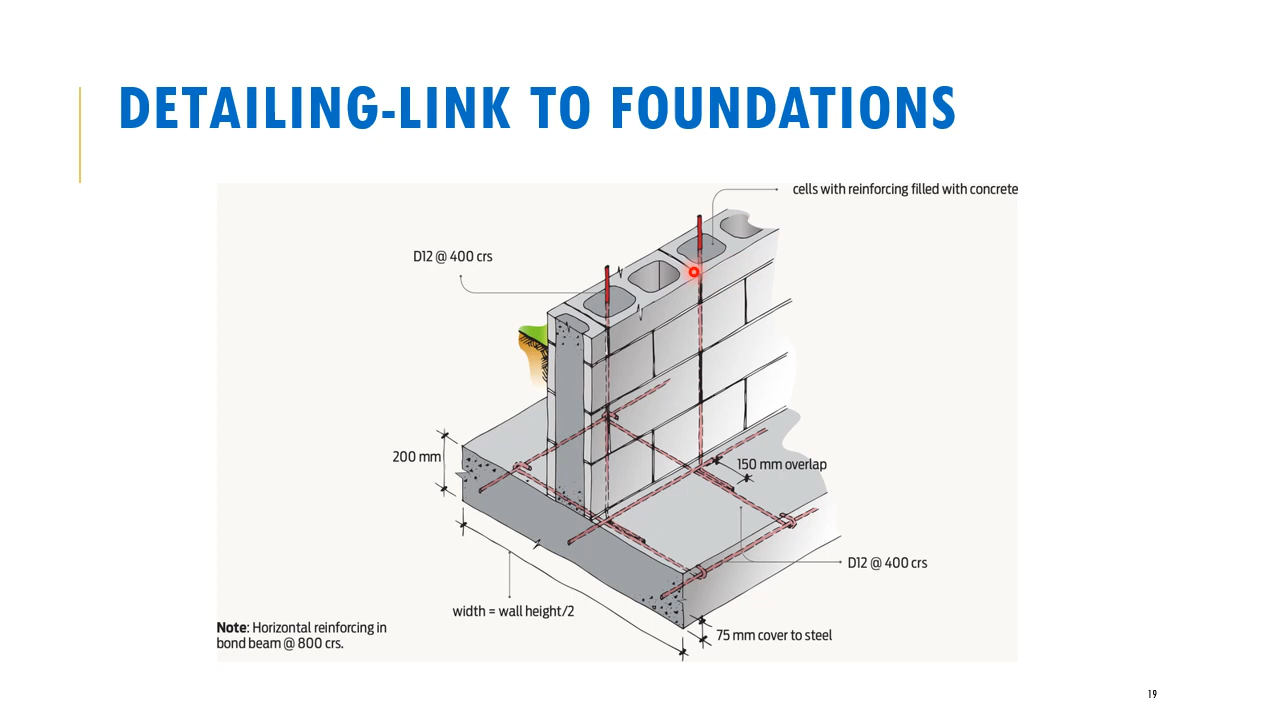 DETAILING-LINK TO FOUNDATIONS
cells with reinforcing filled with concrete
D12 @ 400 crs
200 mm
150 mm overlap
D12 @ 400 crs
width = wall height/2
Note: Horizontal reinforcing in
bond beam @ 800 crs.
75 mm cover to steel
19